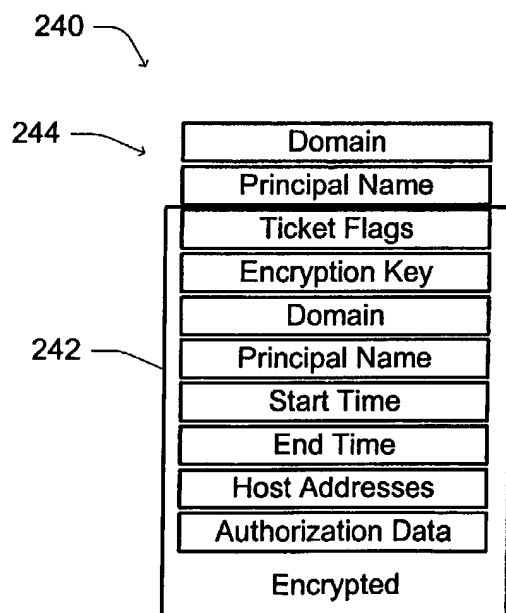 240
244
Domain
Principal Name
Ticket Flags
Encryption Key
Domain
242
Principal Name
Start Time
End Time
Host Addresses
Authorization Data
Encrypted